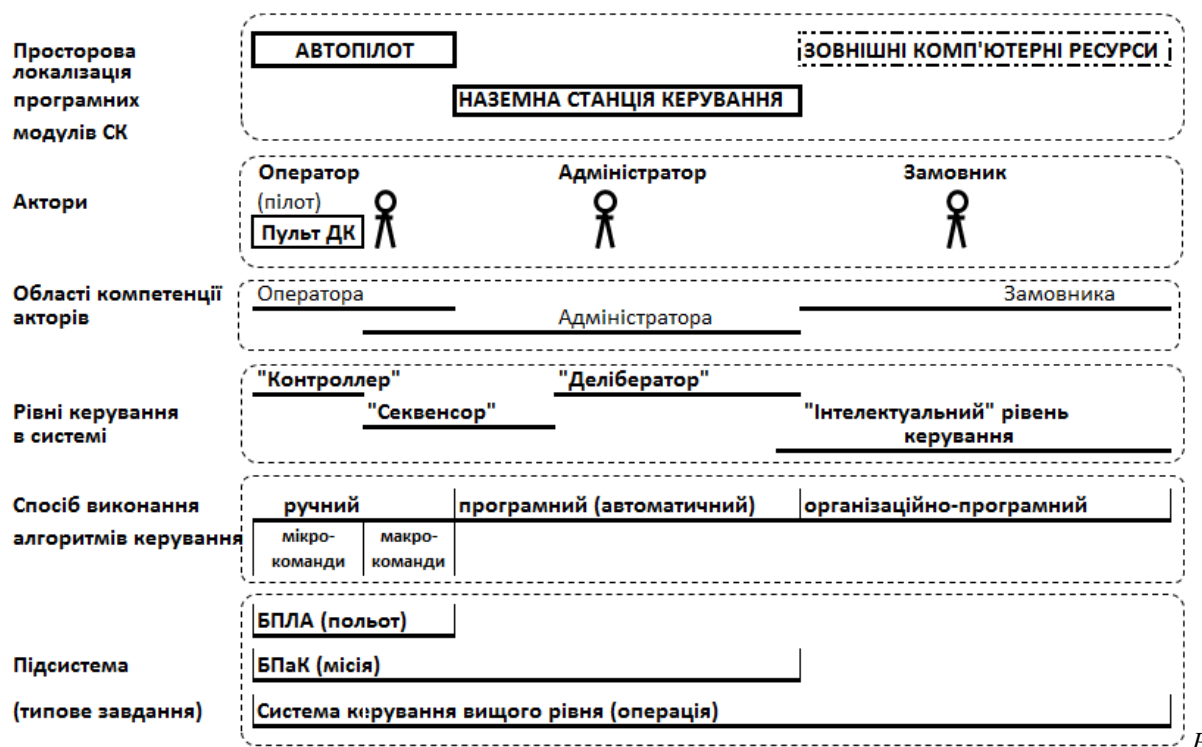 Просторова
локалізація
програмних
модулів СК
АВТОПІЛОТ
ЗОВНІШНІ КОМП'ЮТЕРНІ РЕСУРСИ
НАЗЕМНА СТАНЦІЯ КЕРУВАННЯ
Актори
Оператор
(пілот)
Пульт ДК
Адміністратор
Замовник
Області компетенції
акторів
Оператора
Замовника
Адміністратора
Рівні керування
в системі
"Контроллер"
"Деліберaтор"
"Секвенсор"
"Інтелектуальний" рівень
керування
Спосіб виконання
алгоритмів керування
ручний
програмний (автоматичний)
організаційно-програмний
мікро-
команди
макро-
команди
Підсистема
(типове завдання)
БПЛА (польот)
БПаК (місія)
Система керування вищого рівня (операція)